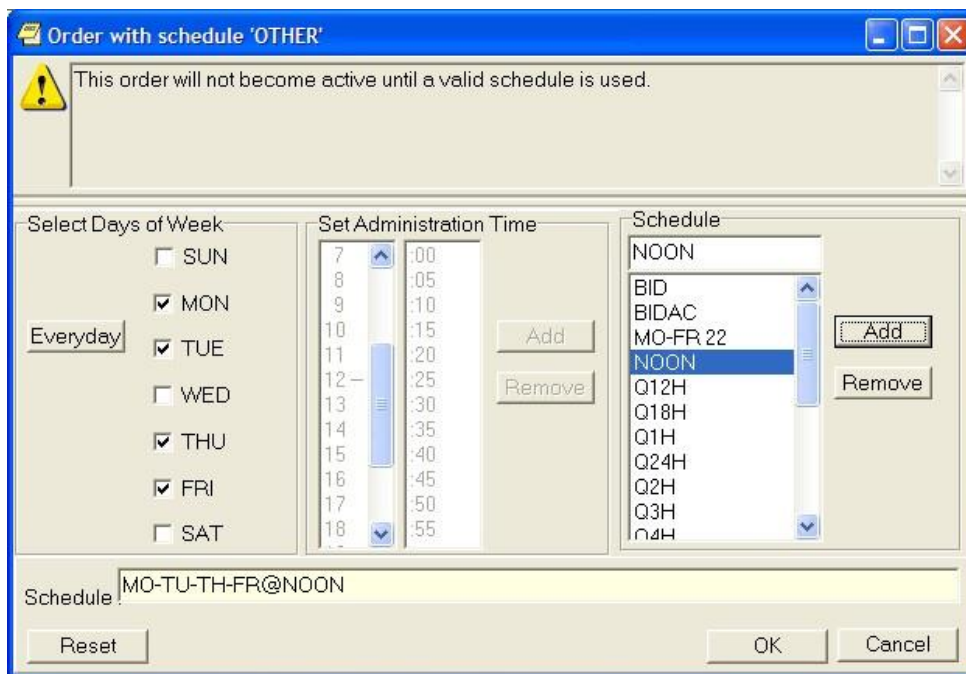 Order with schedule 'OTHER'
This order will not become active until a valid schedule is used.
Select Days of Week
SUN
MON
Everyday
TUE
WED
THU
FRI
SAT
Set Administration Time
7 :00
8 :05
9 :10
10 :15
11 :20
12 – :25
13 :30
14 :35
15 :40
16 :45
17 :50
18 :55
Add
Remove
Schedule
NOON
BID
BIDAC
MO-FR 22
NOON
Q12H
Q18H
Q1H
Q24H
Q2H
Q3H
Q4H
Add
Remove
Schedule :
MO-TU-TH-FR@NOON
Reset
OK
Cancel